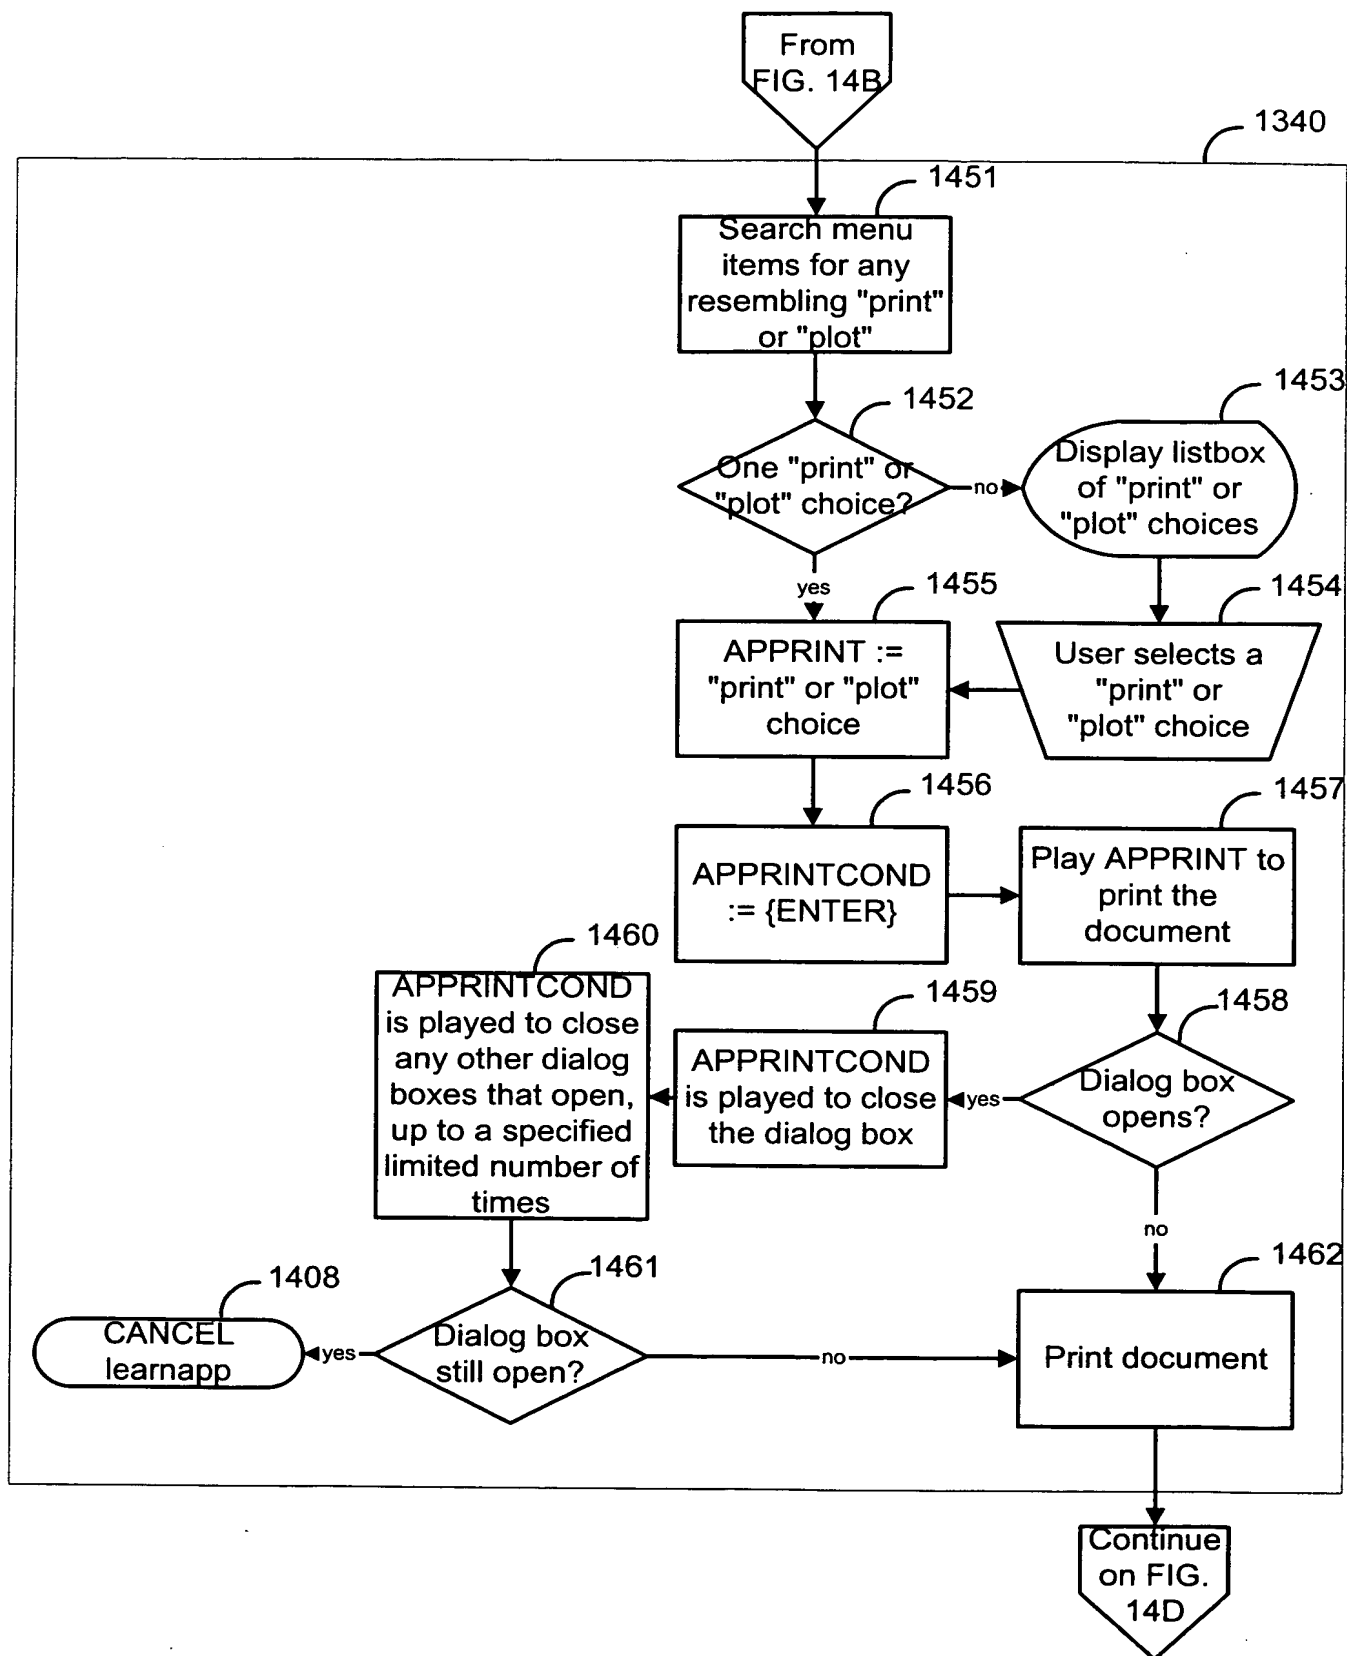 From
FIG. 14B
1340
1451
Search menu
items for any
resembling "print"
or "plot"
1452
One "print" or
"plot" choice?
no
1453
Display listbox
of "print" or
"plot" choices
yes
1455
APPRINT :=
"print" or "plot"
choice
1454
User selects a
"print" or
"plot" choice
1456
APPRINTCOND
:= {ENTER}
1457
Play APPRINT to
print the
document
1460
APPRINTCOND
is played to close
any other dialog
boxes that open,
up to a specified
limited number of
times
1459
APPRINTCOND
is played to close
the dialog box
yes
1458
Dialog box
opens?
no
1408
CANCEL
learnapp
yes
1461
Dialog box
still open?
no
1462
Print document
Continue
on FIG.
14D